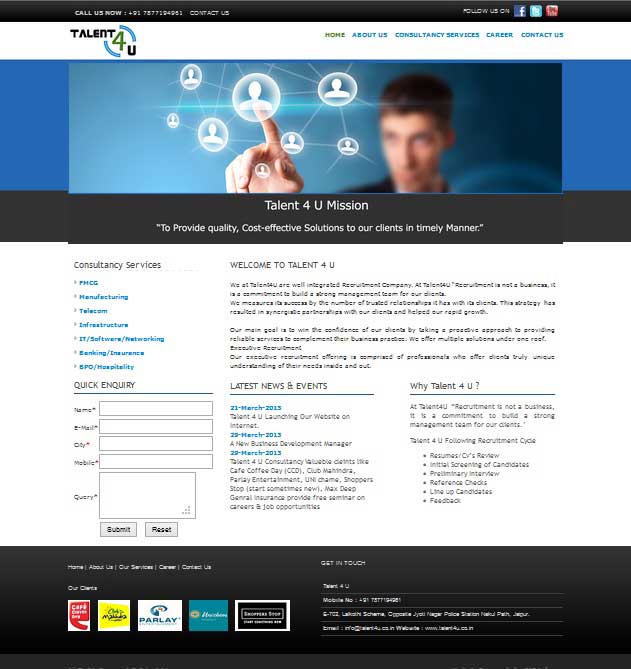 CALL US NOW : +91 7877194961 CONTACT US
FOLLOW US ON
TALENT 4 U
HOME ABOUT US CONSULTANCY SERVICES CAREER CONTACT US
Talent 4 U Mission
“To Provide quality, Cost-effective Solutions to our clients in timely Manner.”
Consultancy Services
FMCG
Manufacturing
Telecom
Infrastructure
IT/Software/Networking
Banking/Insurance
BPO/Hospitality
WELCOME TO TALENT 4 U
We at Talent4U are well integrated Recruitment Company. At Talent4U "Recruitment is not a business, it
is a commitment to build a strong management team for our clients.
We measures its success by the number of trusted relationships it has with its clients. This strategy has
resulted in synergistic partnerships with our clients and helped our rapid growth.
Our main goal is to win the confidence of our clients by taking a proactive approach to providing
reliable services to complement their business practice. We offer multiple solutions under one roof.
Executive Recruitment
Our executive recruitment offering is comprised of professionals who offer clients truly unique
understanding of their needs inside and out.
QUICK ENQUIRY
Name*
E-Mail*
City*
Mobile*
Query*
Submit Reset
LATEST NEWS & EVENTS
21-March-2013
Talent 4 U Launching Our Website on
Internet.
29-March-2013
A New Business Development Manager
29-March-2013
Talent 4 U Consultancy Valueble cleints like
Cafe Coffee Day (CCD), Club Mahindra,
Parlay Entertainment, UNI chame, Shoppers
Stop (start sometimes new), Max Deep
Genral Insurance provide free seminar on
careers & job opportunities
Why Talent 4 U ?
At Talent4U "Recruitment is not a business,
it is a commitment to build a strong
management team for our clients."
Talent 4 U Following Recruitment Cycle
Resumes/Cv's Review
Initial Screening of Candidates
Preliminary Interview
Reference Checks
Line up Candidates
Feedback
Home | About Us | Our Services | Career | Contact Us
Our Clients
CAFÉ COFFEE DAY
Club mahindra
PARLAY
SHOPPERS STOP
START SOMETHING NEW
GET IN TOUCH
Talent 4 U
Mobile No : +91 7877194961
E-702, Lalkothi Scheme, Opposite Jyoti Nager Police Station Nakul Path, Jaipur.
Email : info@talent4u.co.in Website : www.talent4u.co.in